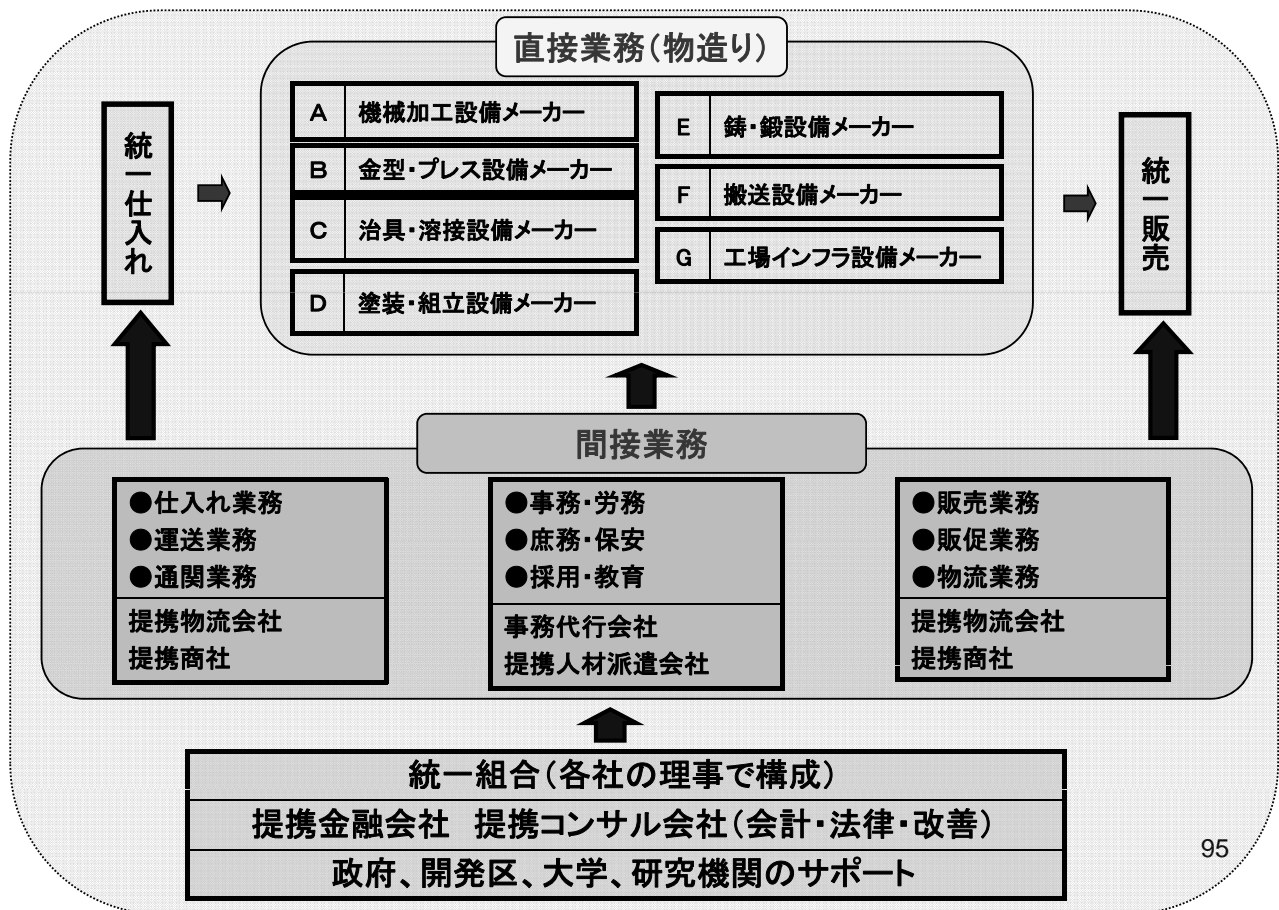 直接業務(物造り)
統一仕入れ
A 機械加工設備メーカー
B 金型・プレス設備メーカー
C 治具・溶接設備メーカー
D 塗装・組立設備メーカー
E 鋳・鍛設備メーカー
F 搬送設備メーカー
G 工場インフラ設備メーカー
統一販売
間接業務
●仕入れ業務
●運送業務
●通関業務
提携物流会社
提携商社
●事務・労務
●庶務・保安
●採用・教育
事務代行会社
提携人材派遣会社
●販売業務
●販促業務
●物流業務
提携物流会社
提携商社
統一組合(各社の理事で構成)
提携金融会社 提携コンサル会社(会計・法律・改善)
政府、開発区、大学、研究機関のサポート
95